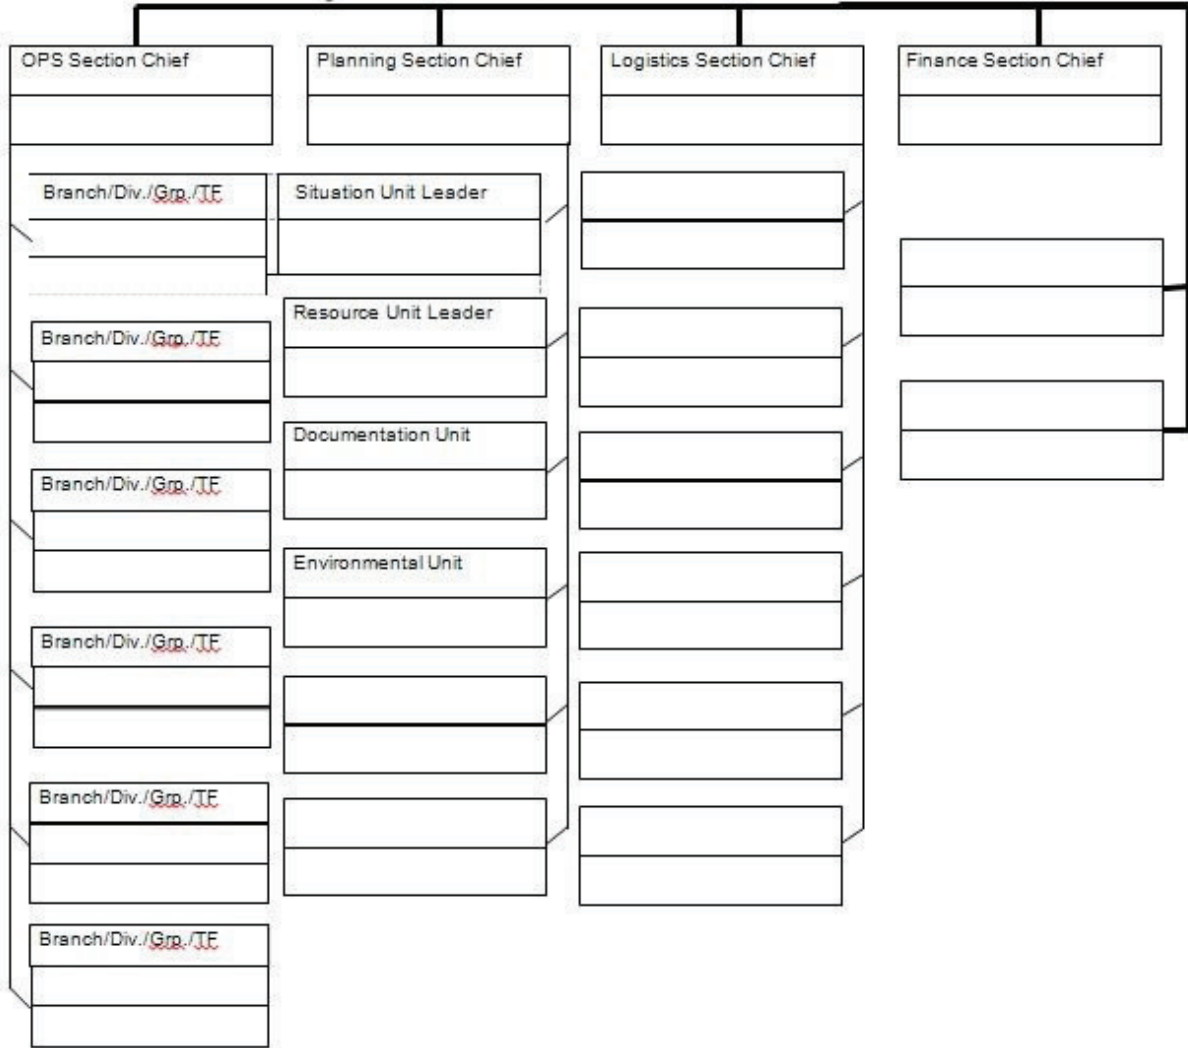 OPS Section Chief
Planning Section Chief
Logistics Section Chief
Finance Section Chief
Branch/Div./Grp./TF
Situation Unit Leader
Resource Unit Leader
Branch/Div./Grp./TF
Documentation Unit
Branch/Div./Grp./TF
Environmental Unit
Branch/Div./Grp./TF
Branch/Div./Grp./TF
Branch/Div./Grp./TF